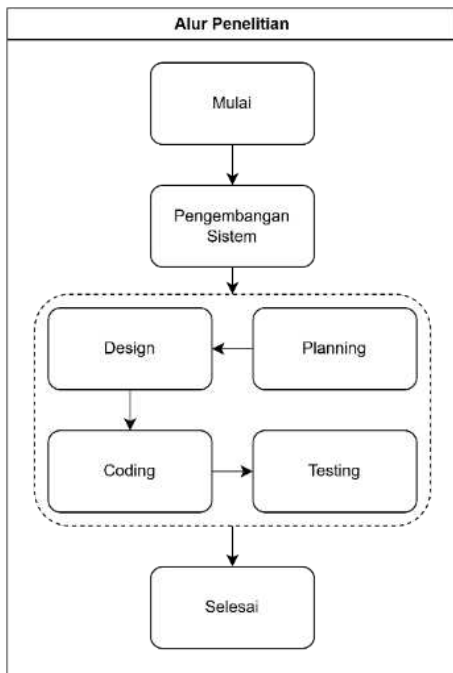 Alur Penelitian
Mulai
Pengembangan
Sistem
Design
Planning
Coding
Testing
Selesai